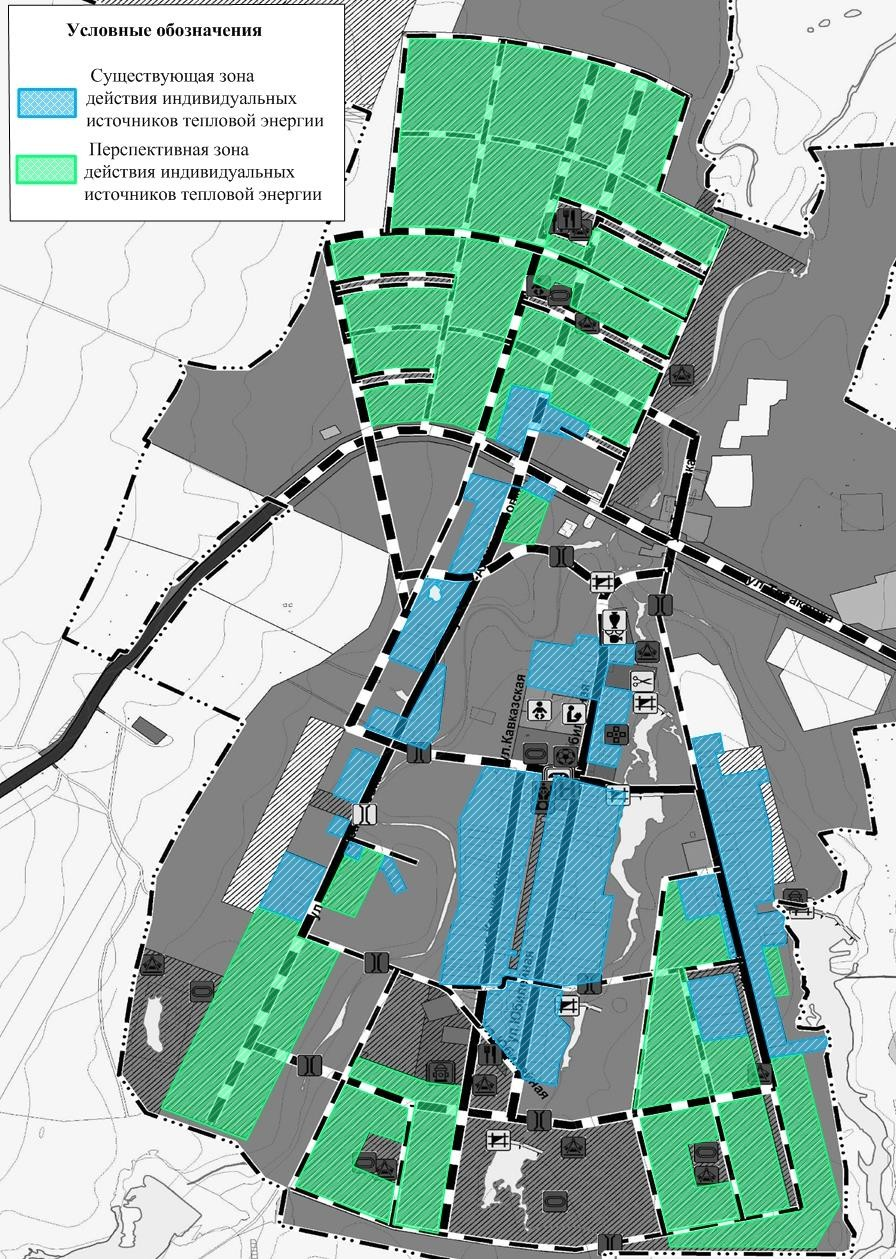 Условные обозначения
Существующая зона
действия индивидуальных
источников тепловой энергии
Перспективная зона
действия индивидуальных
источников тепловой энергии
ул.Кавказская